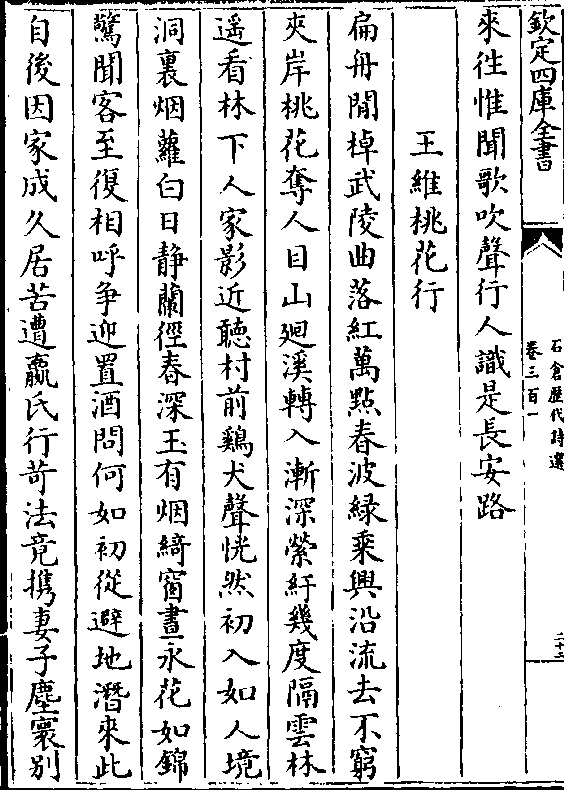 欽定四庫全書
石倉歷代詩選
卷三百一
二十三
來往惟聞歌吹聲行人識是長安路
王維桃花行
扁舟閒棹武陵曲落紅萬點春波緑乗興沿流去不窮
夾岸桃花奪人目山廻溪轉入漸深縈紆幾度隔雲林
遥看林下人家影近聴村前鷄犬聲恍然初入如人境
洞裏烟蘿白日静蘭徑春深玉有烟綺窗晝永花如錦
驚聞客至復相呼争迎置酒問何如初從避地潛來此
自後因家成久居苦遭嬴氏行苛法竟携妻子塵寰别